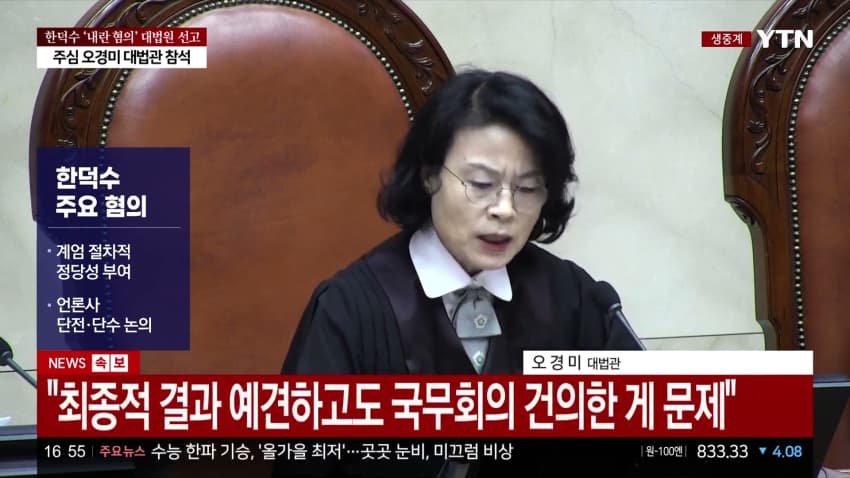 한덕수 '내란 혐의' 대법원 선고
주심 오경미 대법관 참석
생중계
YTN
한덕수
주요 혐의
· 계엄 절차적
정당성 부여
· 언론사
단전·단수 논의
NEWS 속보
오경미 대법관
"최종적 결과 예견하고도 국무회의 건의한 게 문제"
16 55 주요뉴스 수능 한파 기승, '올가을 최저'…곳곳 눈비, 미끄럼 비상 원-100엔 833.33 ▼ 4.08